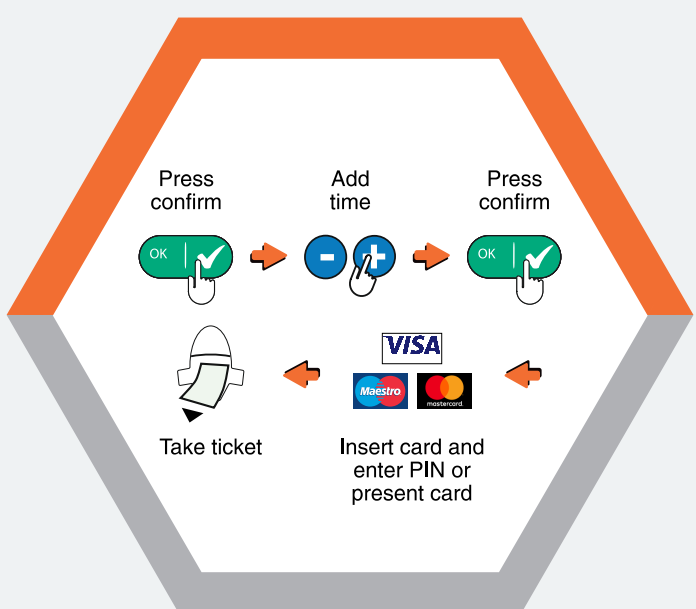 Press
confirm
Add
time
Press
confirm
OK
-
+
OK
VISA
Maestro
mastercard
Take ticket
Insert card and
enter PIN or
present card